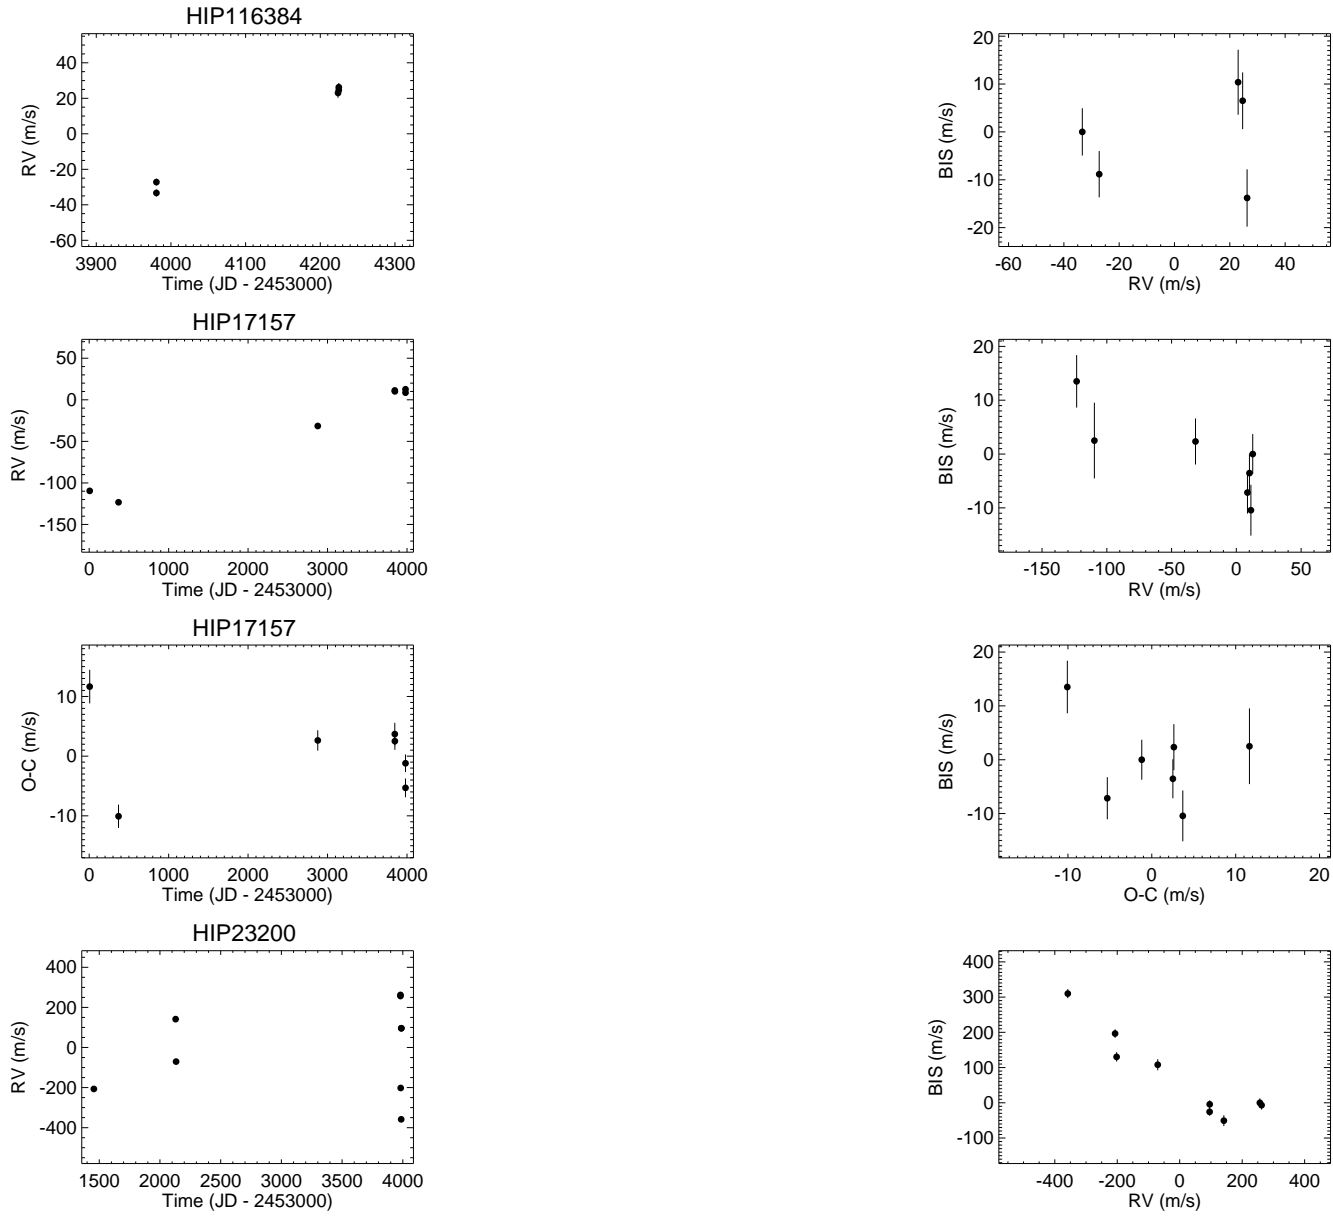 HIP116384
RV (m/s)
40
20
0
-20
-40
-60
3900 4000 4100 4200 4300
Time (JD - 2453000)
BIS (m/s)
20
10
0
-10
-20
-60 -40 -20 0 20 40
RV (m/s)
HIP17157
RV (m/s)
50
0
-50
-100
-150
0 1000 2000 3000 4000
Time (JD - 2453000)
BIS (m/s)
20
10
0
-10
-150 -100 -50 0 50
RV (m/s)
HIP17157
O-C (m/s)
10
0
-10
0 1000 2000 3000 4000
Time (JD - 2453000)
BIS (m/s)
20
10
0
-10
-10 0 10 20
O-C (m/s)
HIP23200
RV (m/s)
400
200
0
-200
-400
1500 2000 2500 3000 3500 4000
Time (JD - 2453000)
BIS (m/s)
400
300
200
100
0
-100
-400 -200 0 200 400
RV (m/s)